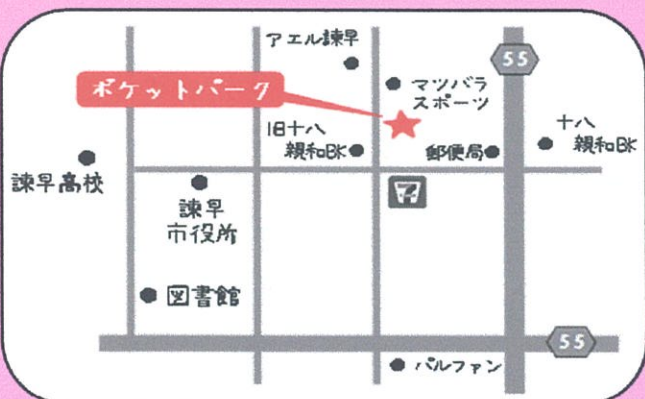 アエル諫早
55
ポケットパーク
マツバラ
スポーツ
旧十八
親和BK
郵便局
十八
親和BK
諫早高校
諫早
市役所
7
図書館
55
パルファン